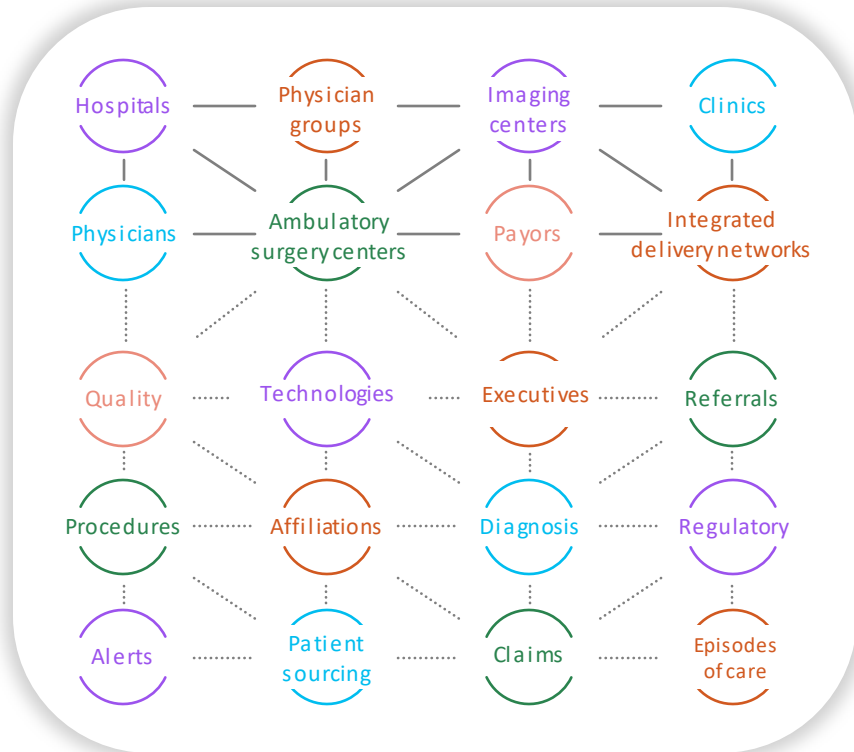 Hospitals
Physician
groups
Imaging
centers
Clinics
Physicians
Ambulatory
surgery centers
Payors
Integrated
delivery networks
Quality
Technologies
Executives
Referrals
Procedures
Affiliations
Diagnosis
Regulatory
Alerts
Patient
sourcing
Claims
Episodes
of care